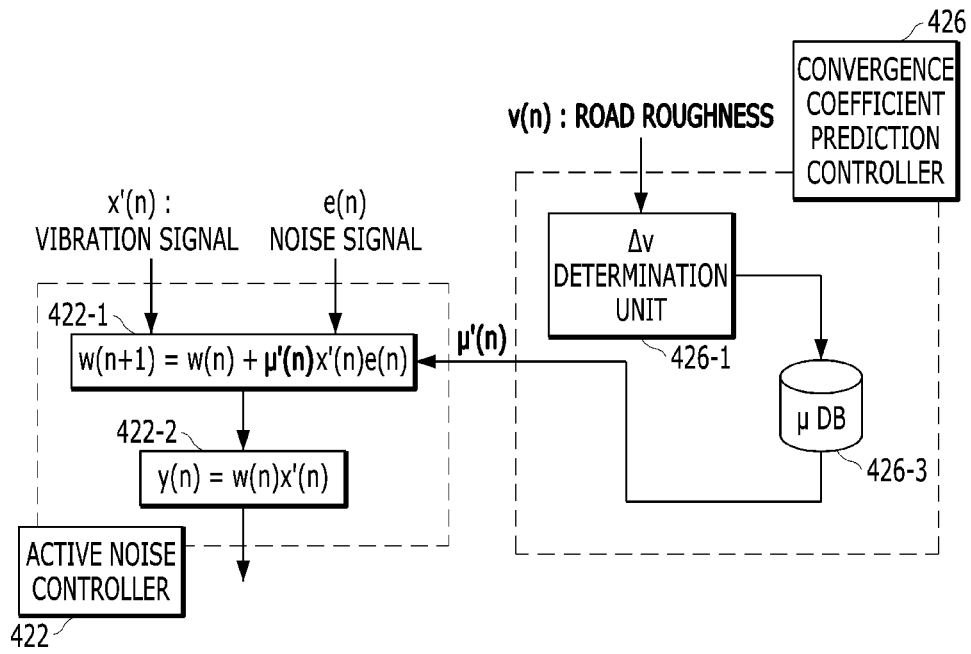 426
CONVERGENCE
COEFFICIENT
PREDICTION
CONTROLLER
v(n) : ROAD ROUGHNESS
x'(n) :
VIBRATION SIGNAL
e(n)
NOISE SIGNAL
Δv
DETERMINATION
UNIT
426-1
422-1
w(n+1) = w(n) + μ'(n)x'(n)e(n)
μ'(n)
μ DB
426-3
422-2
y(n) = w(n)x'(n)
ACTIVE NOISE
CONTROLLER
422